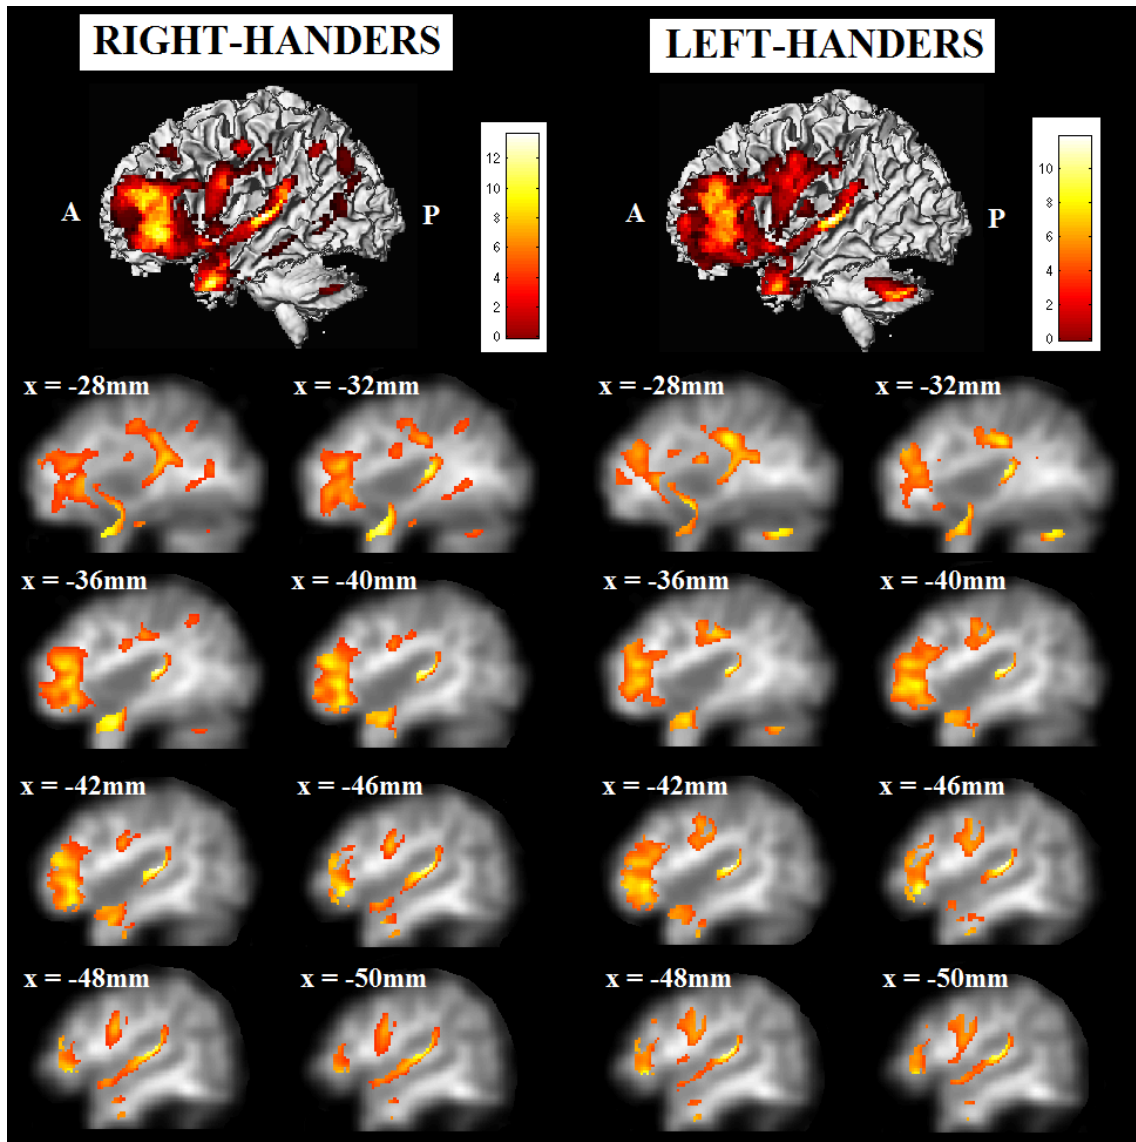 RIGHT-HANDERS
LEFT-HANDERS
A
P
12
10
8
6
4
2
0
A
P
10
8
6
4
2
0
x = -28mm
x = -32mm
x = -28mm
x = -32mm
x = -36mm
x = -40mm
x = -36mm
x = -40mm
x = -42mm
x = -46mm
x = -42mm
x = -46mm
x = -48mm
x = -50mm
x = -48mm
x = -50mm